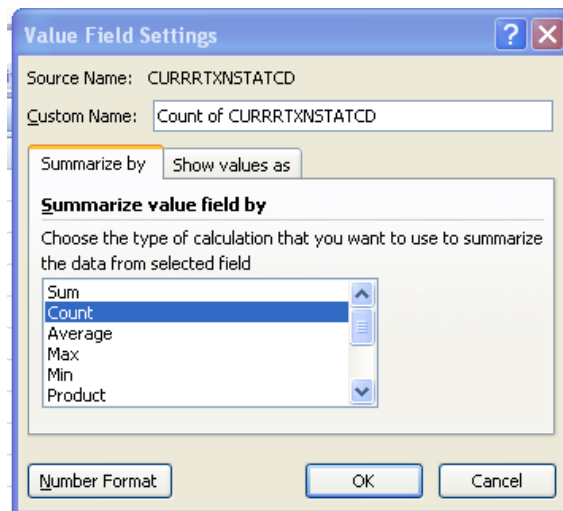 Value Field Settings
Source Name: CURRRTXNSTATCD
Custom Name: Count of CURRRTXNSTATCD
Summarize by Show values as
Summarize value field by
Choose the type of calculation that you want to use to summarize
the data from selected field
Sum
Count
Average
Max
Min
Product
Number Format OK Cancel